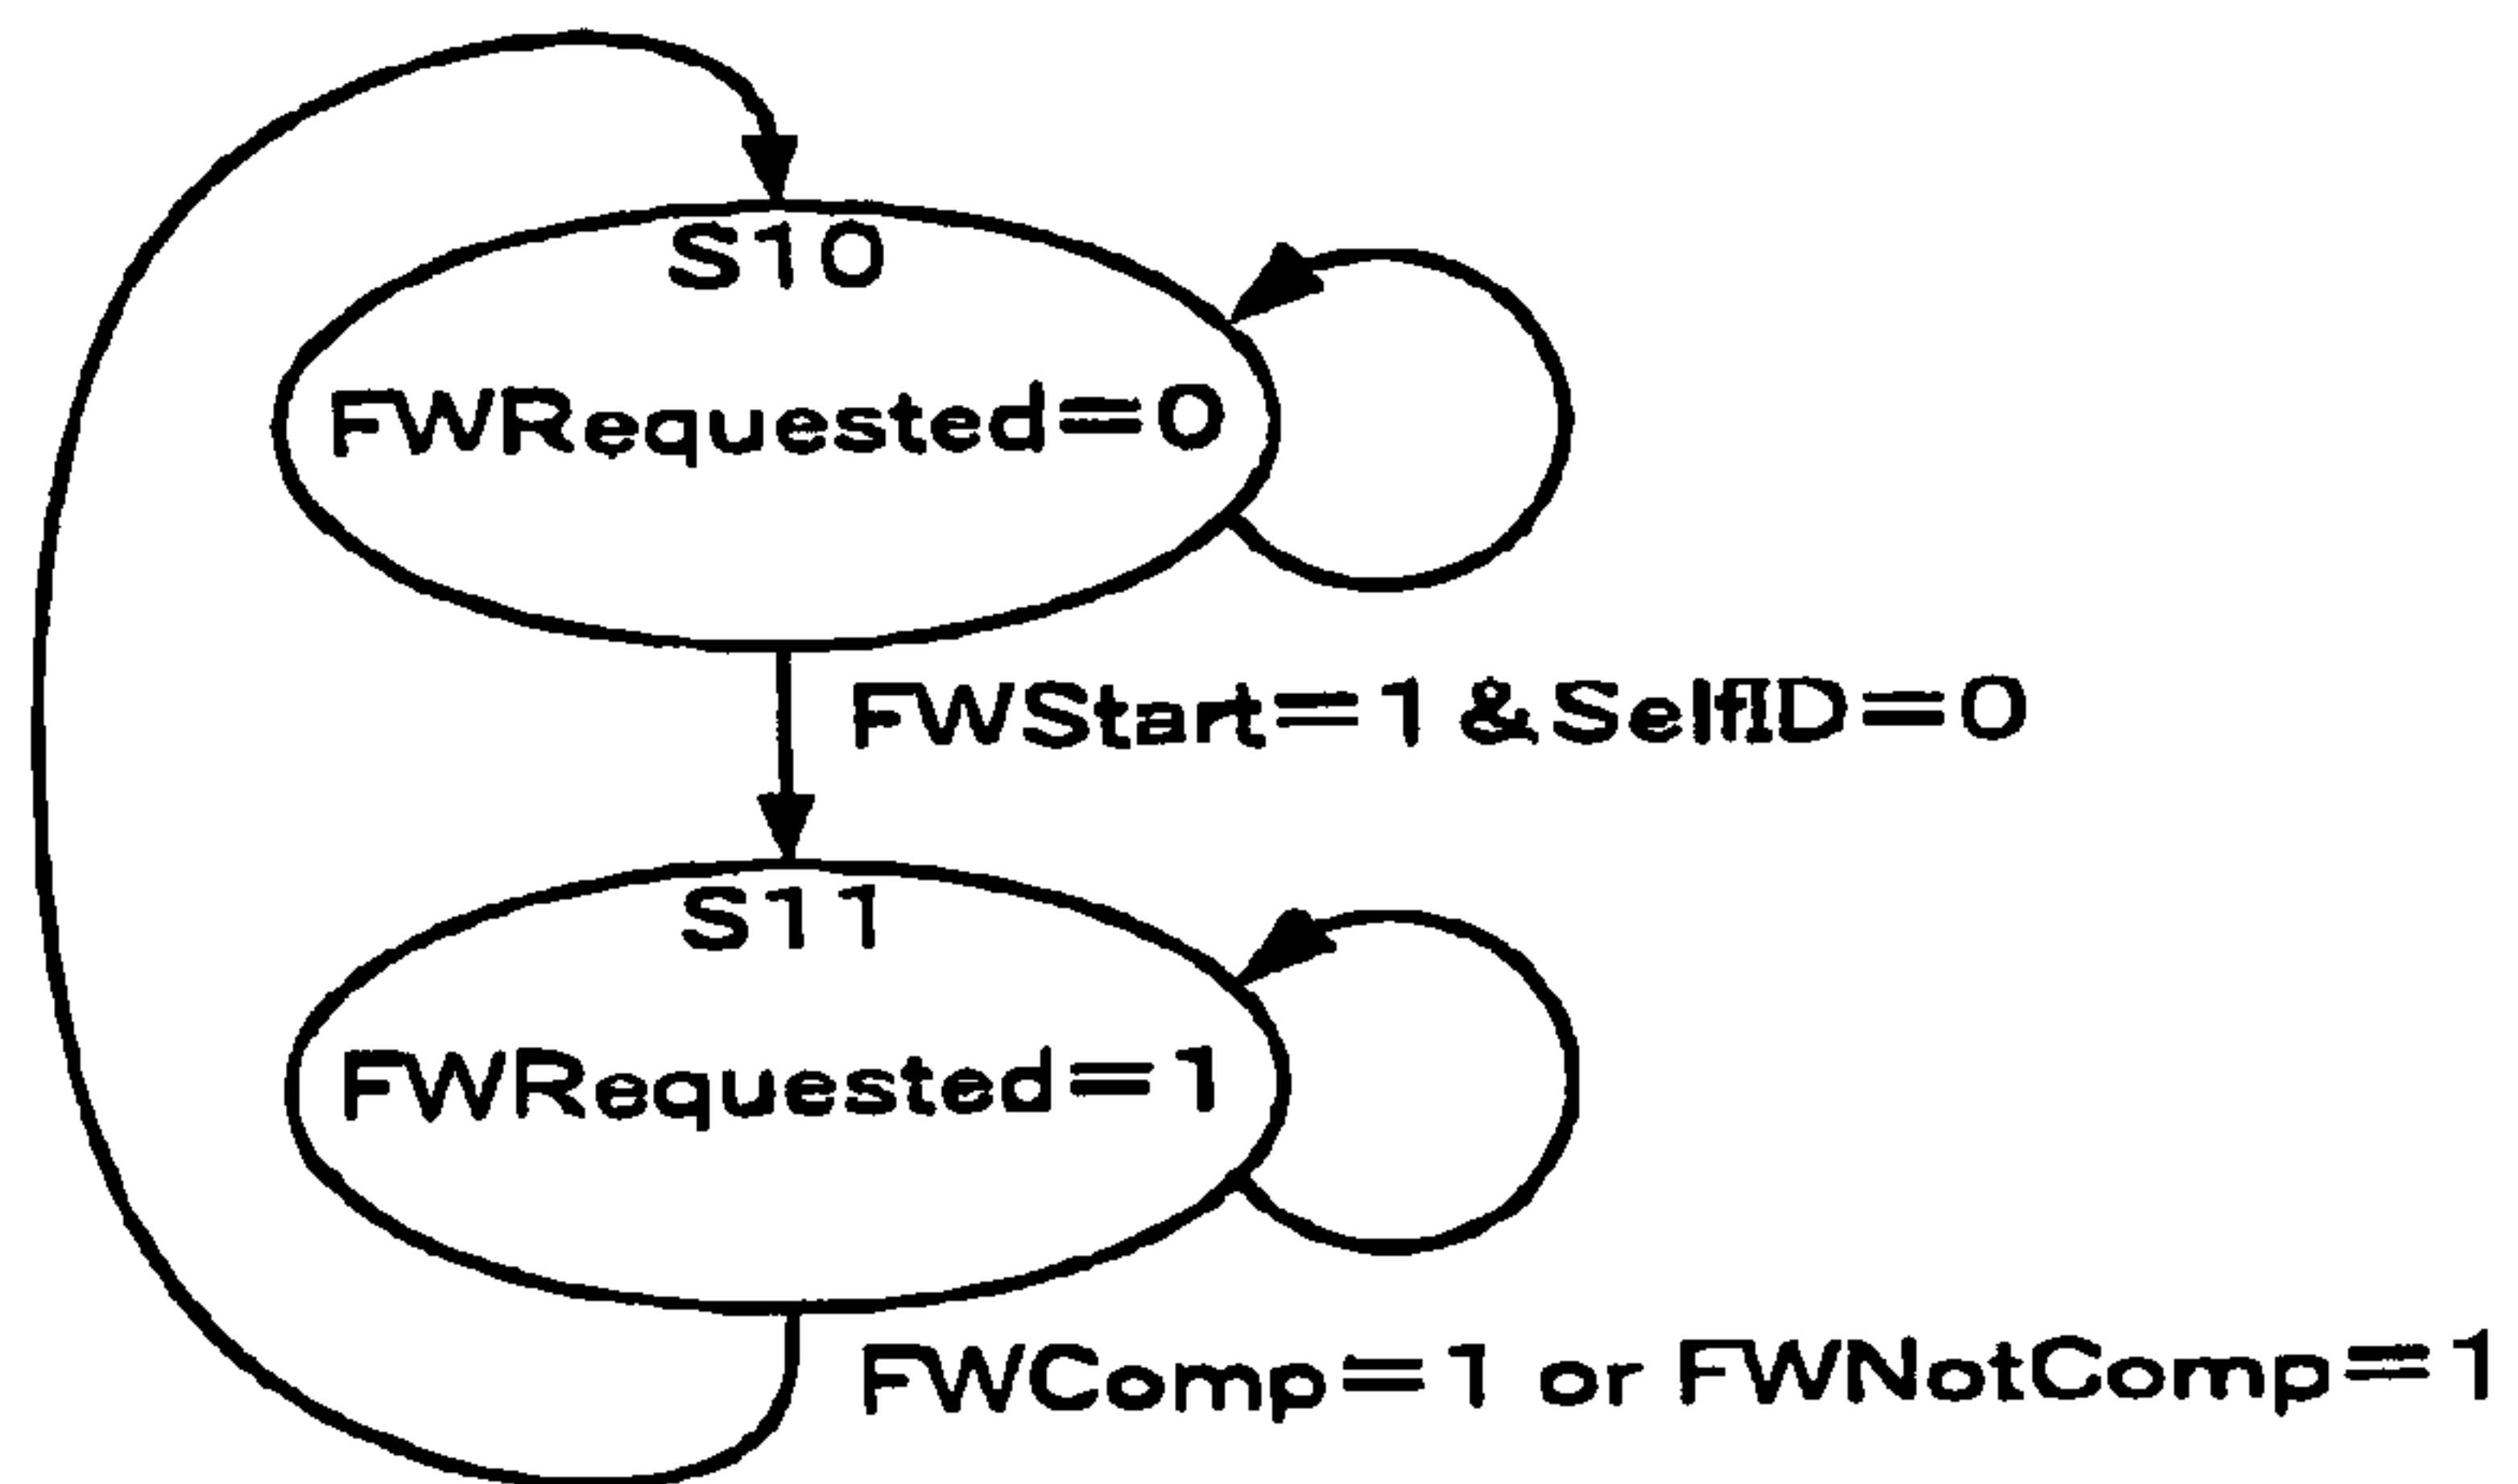 S10
FWRequested=0
FWStart=1 & SelfID=0
S11
FWRequested=1
FWComp=1 or FWNotComp=1